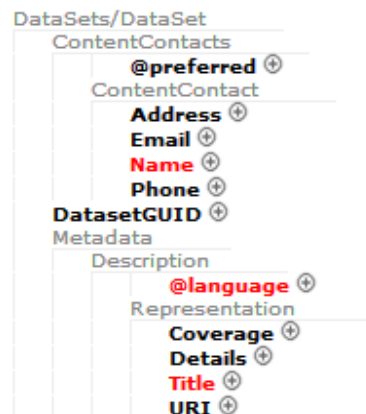 DataSets/DataSet
ContentContacts
@preferred
ContentContact
Address
Email
Name
Phone
DatasetGUID
Metadata
Description
@language
Representation
Coverage
Details
Title
URI